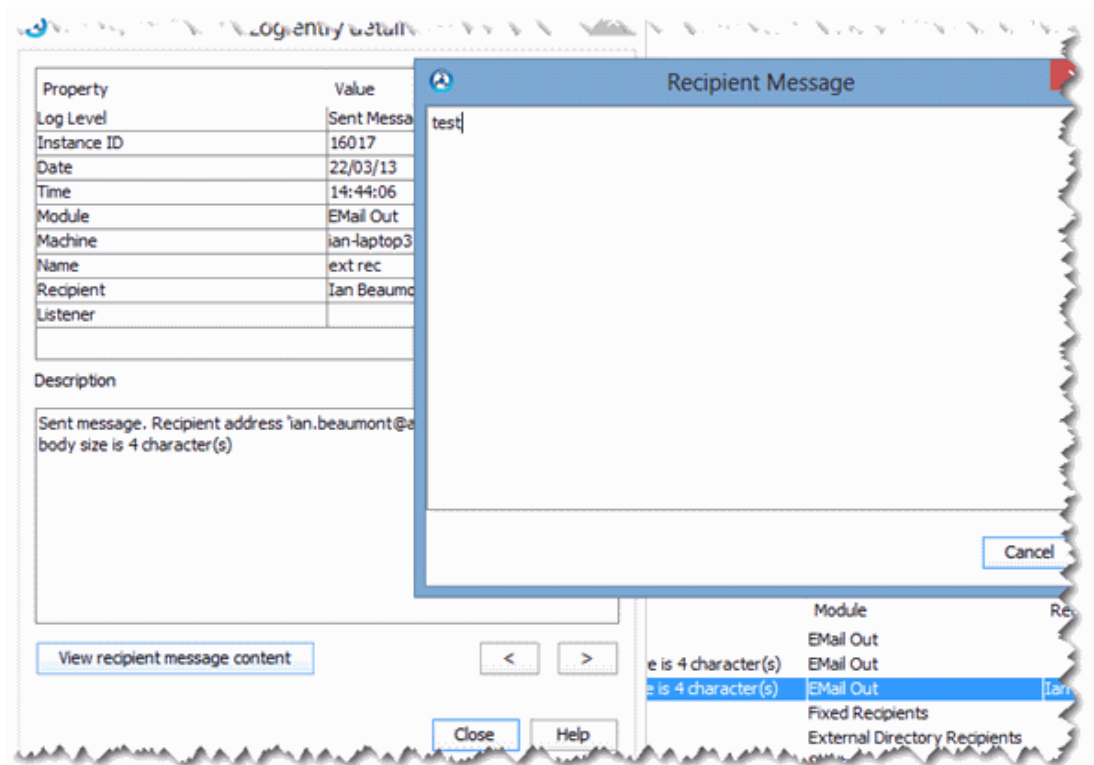 Log entry details
Property Value
Log Level Sent Messa
Instance ID 16017
Date 22/03/13
Time 14:44:06
Module EMail Out
Machine ian-laptop3
Name ext rec
Recipient Ian Beaumo
Listener
Description
Sent message. Recipient address 'ian.beaumont@a
body size is 4 character(s)
View recipient message content < >
Close Help
Recipient Message
test
Cancel
Module Rec
EMail Out
e is 4 character(s) EMail Out
e is 4 character(s) EMail Out Ian
Fixed Recipients
External Directory Recipients